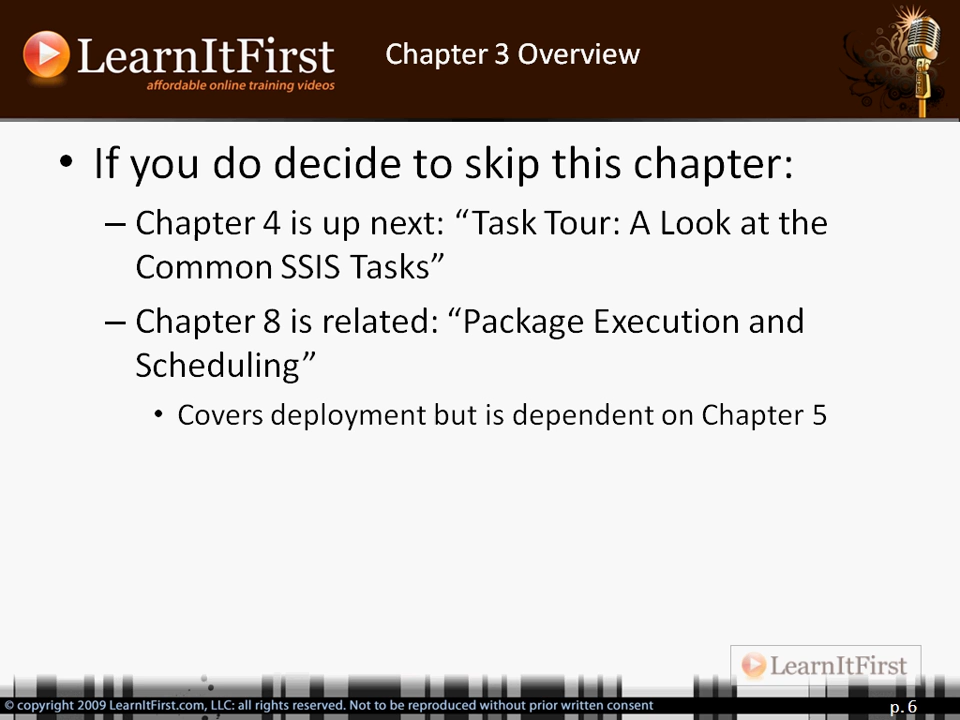 LearnItFirst
affordable online training videos
Chapter 3 Overview
• If you do decide to skip this chapter:
– Chapter 4 is up next: “Task Tour: A Look at the
Common SSIS Tasks”
– Chapter 8 is related: “Package Execution and
Scheduling”
• Covers deployment but is dependent on Chapter 5
LearnItFirst
© copyright 2009 LearnItFirst.com, LLC: all rights reserved. Not to be reproduced without prior written consent
p. 6